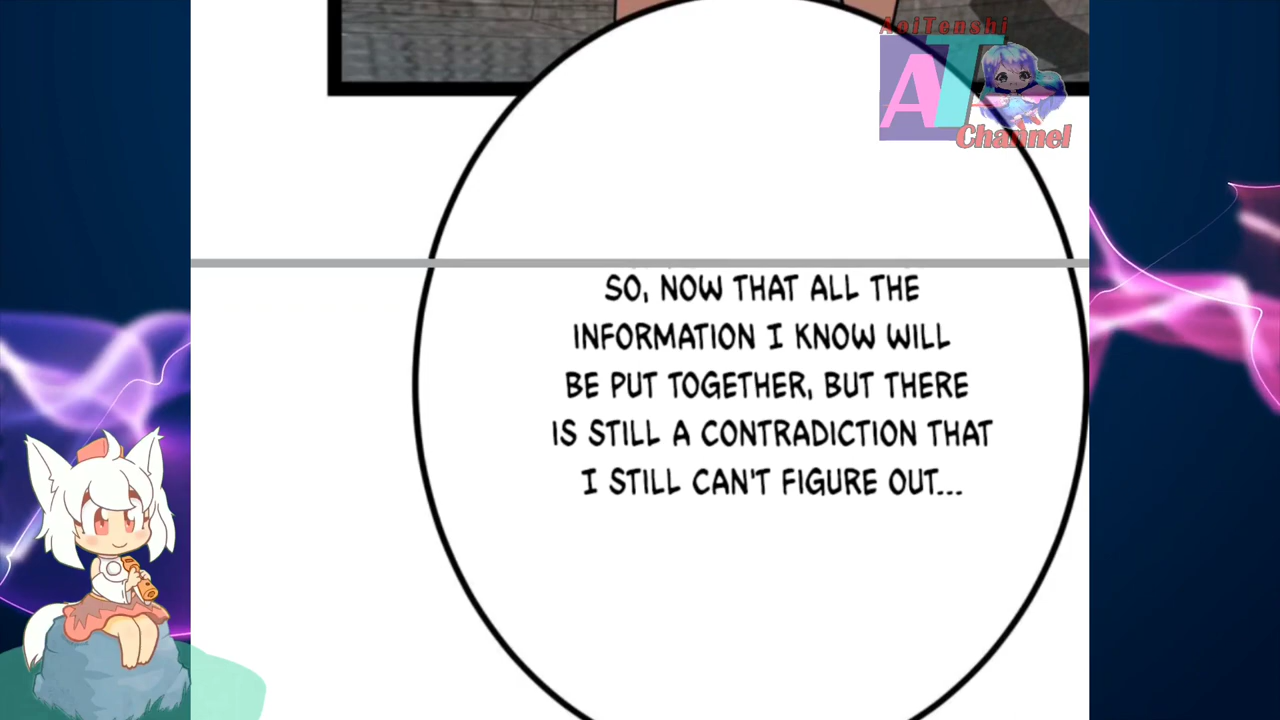 AoiTenshi
AT
Channel
SO, NOW THAT ALL THE
INFORMATION I KNOW WILL
BE PUT TOGETHER, BUT THERE
IS STILL A CONTRADICTION THAT
I STILL CAN'T FIGURE OUT...